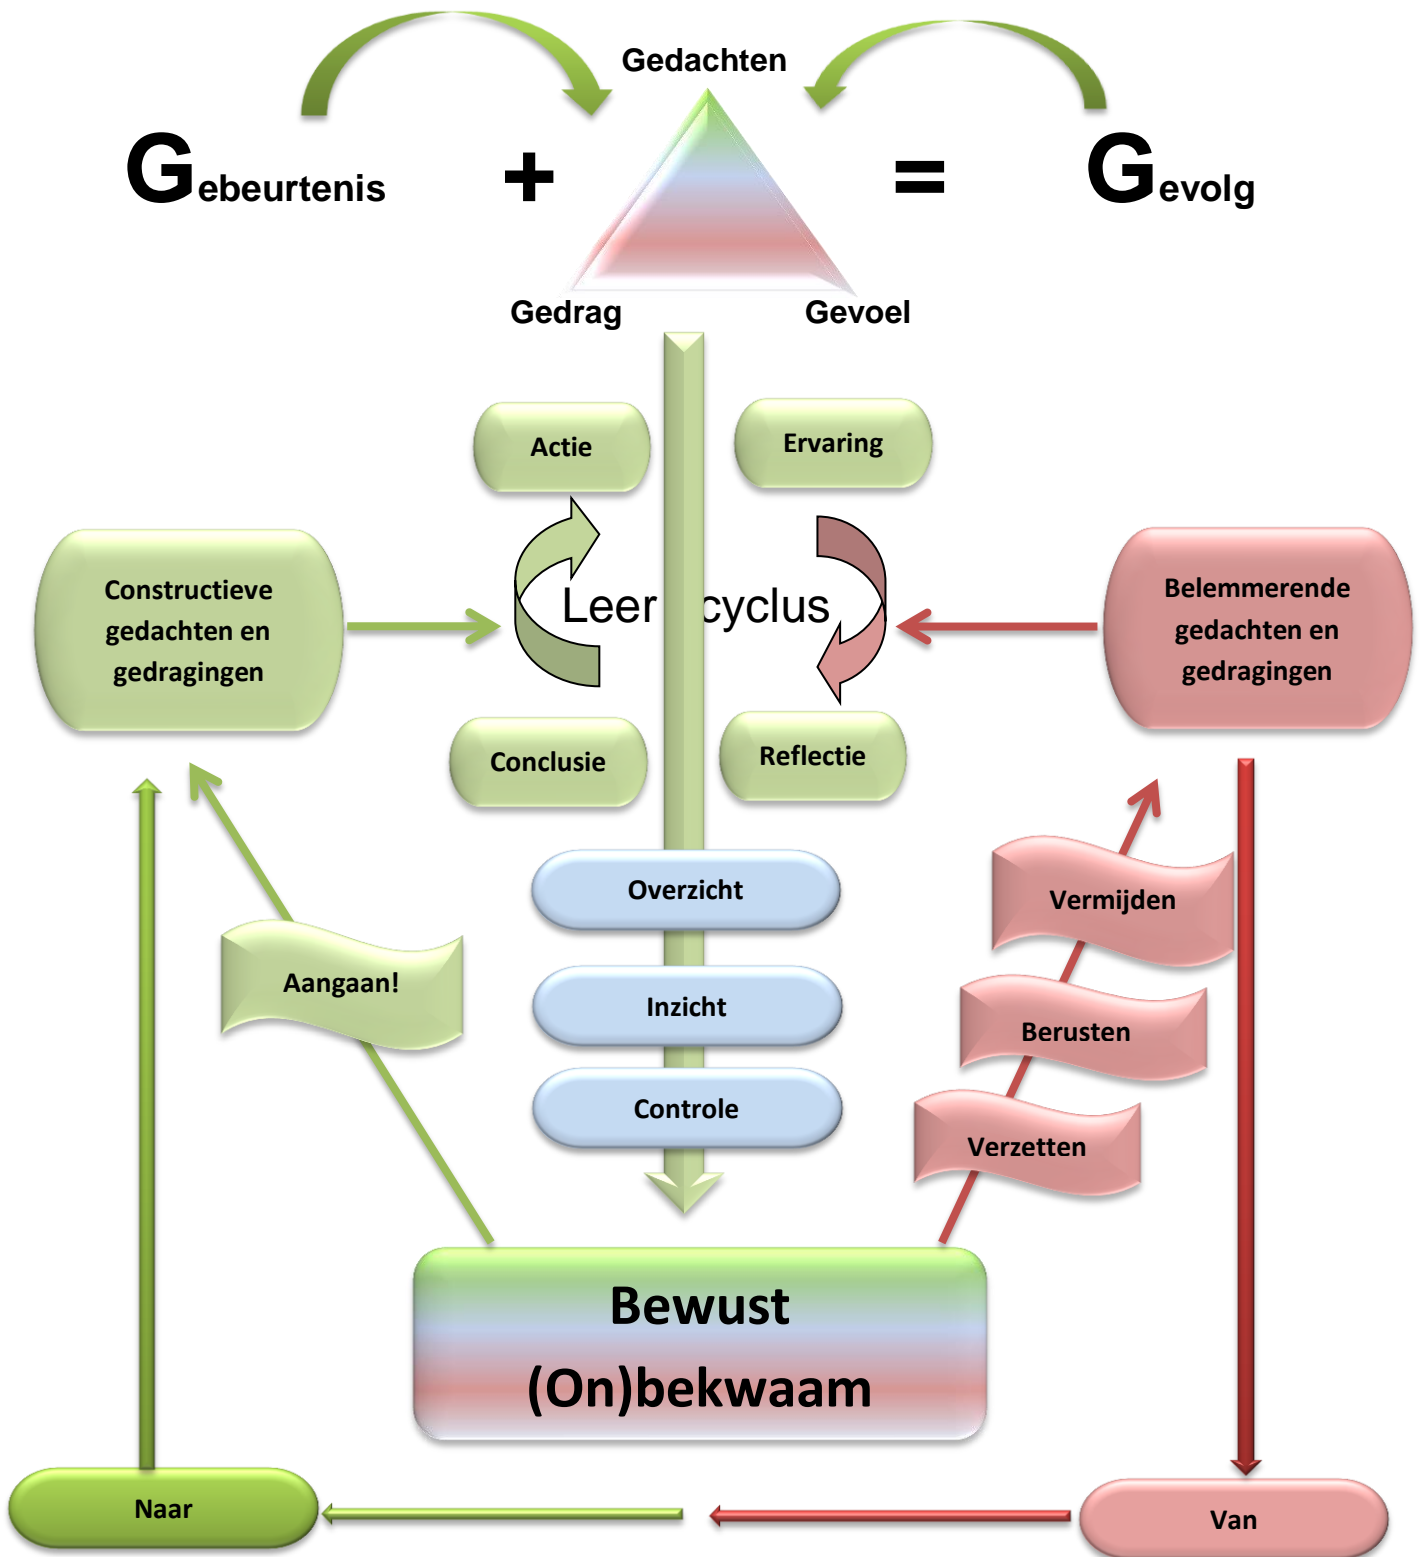 Gedachten
Gebeurtenis + = Gevolg
Gedrag Gevoel
Actie
Ervaring
Constructieve
gedachten en
gedragingen
Leer cyclus
Belemmerende
gedachten en
gedragingen
Conclusie
Reflectie
Overzicht
Vermijden
Aangaan!
Inzicht
Berusten
Controle
Verzetten
Bewust
(On)bekwaam
Naar
Van